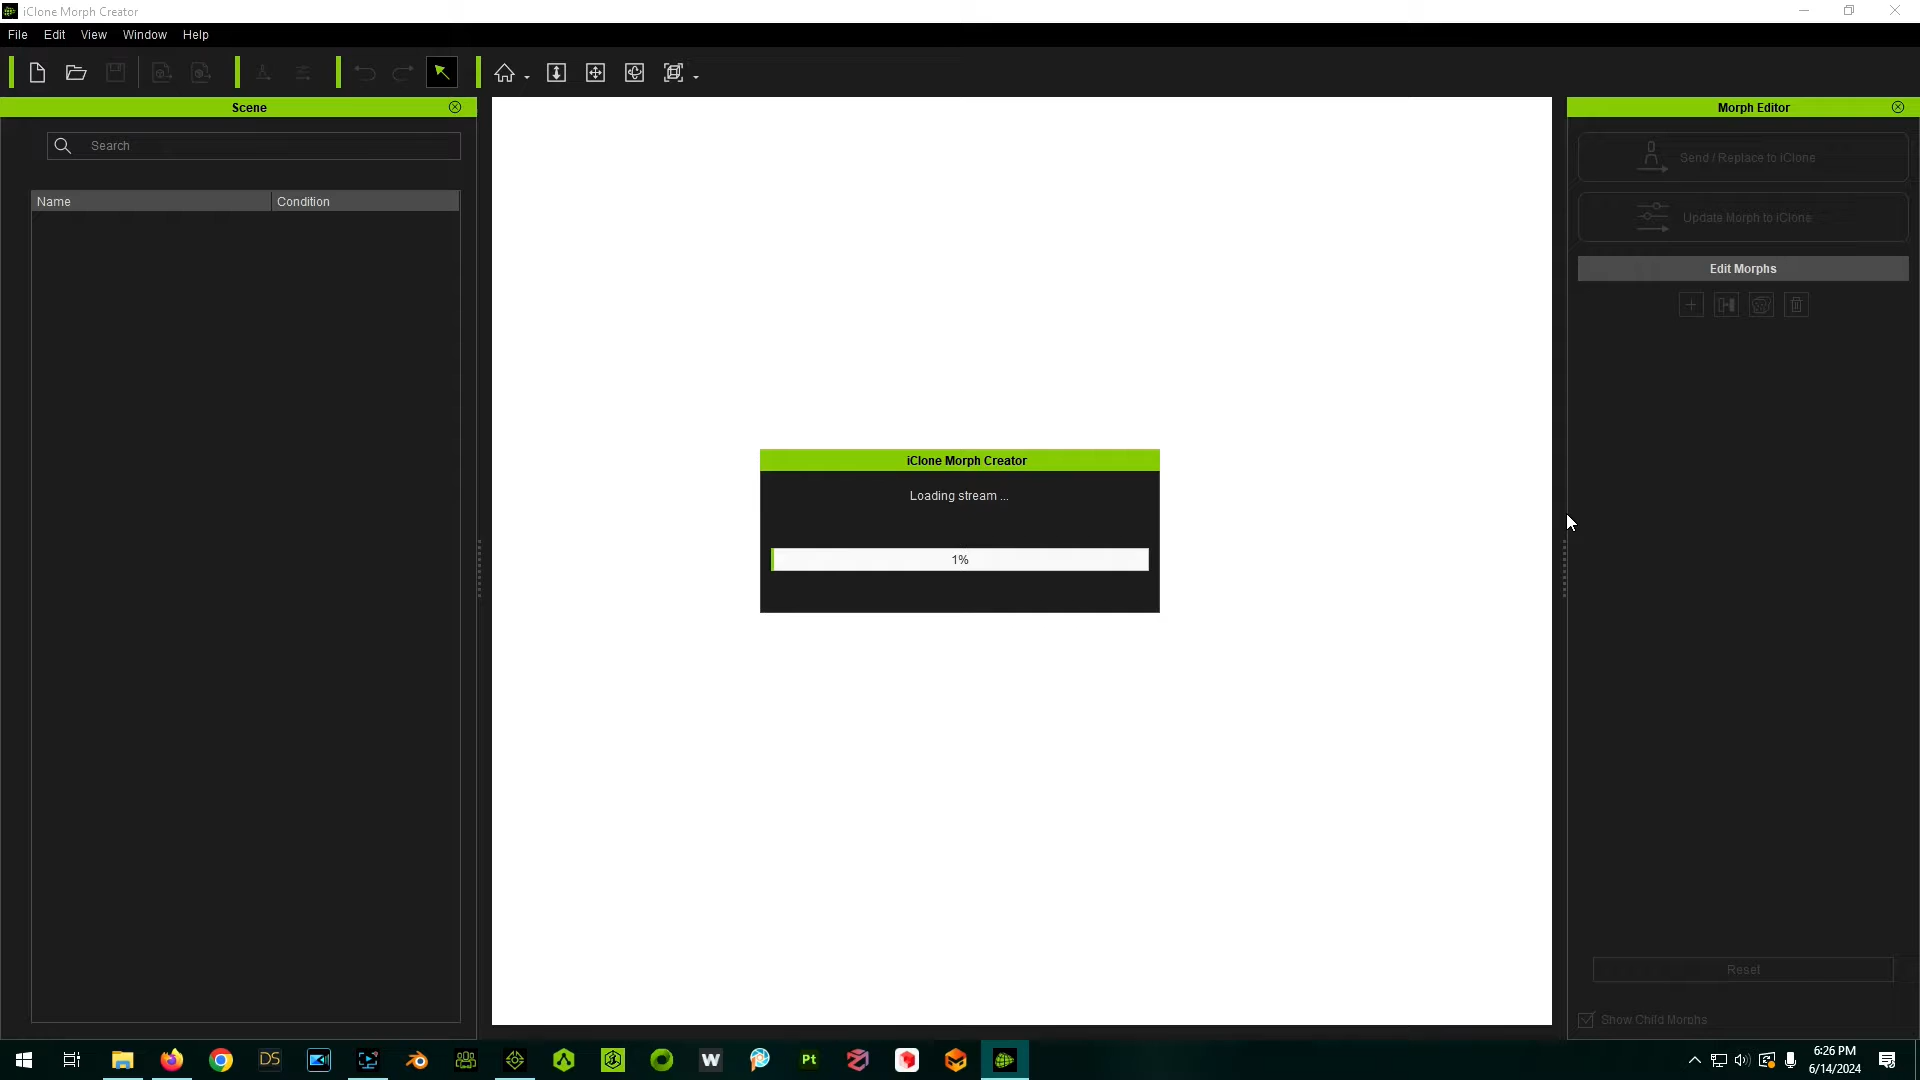 iClone Morph Creator
File Edit View Window Help
Scene
Search
Name Condition
iClone Morph Creator
Loading stream ...
1%
Morph Editor
Send / Replace to iClone
Update Morph to iClone
Edit Morphs
Reset
Show Child Morphs
DS
W
Pt
6:26 PM
6/14/2024